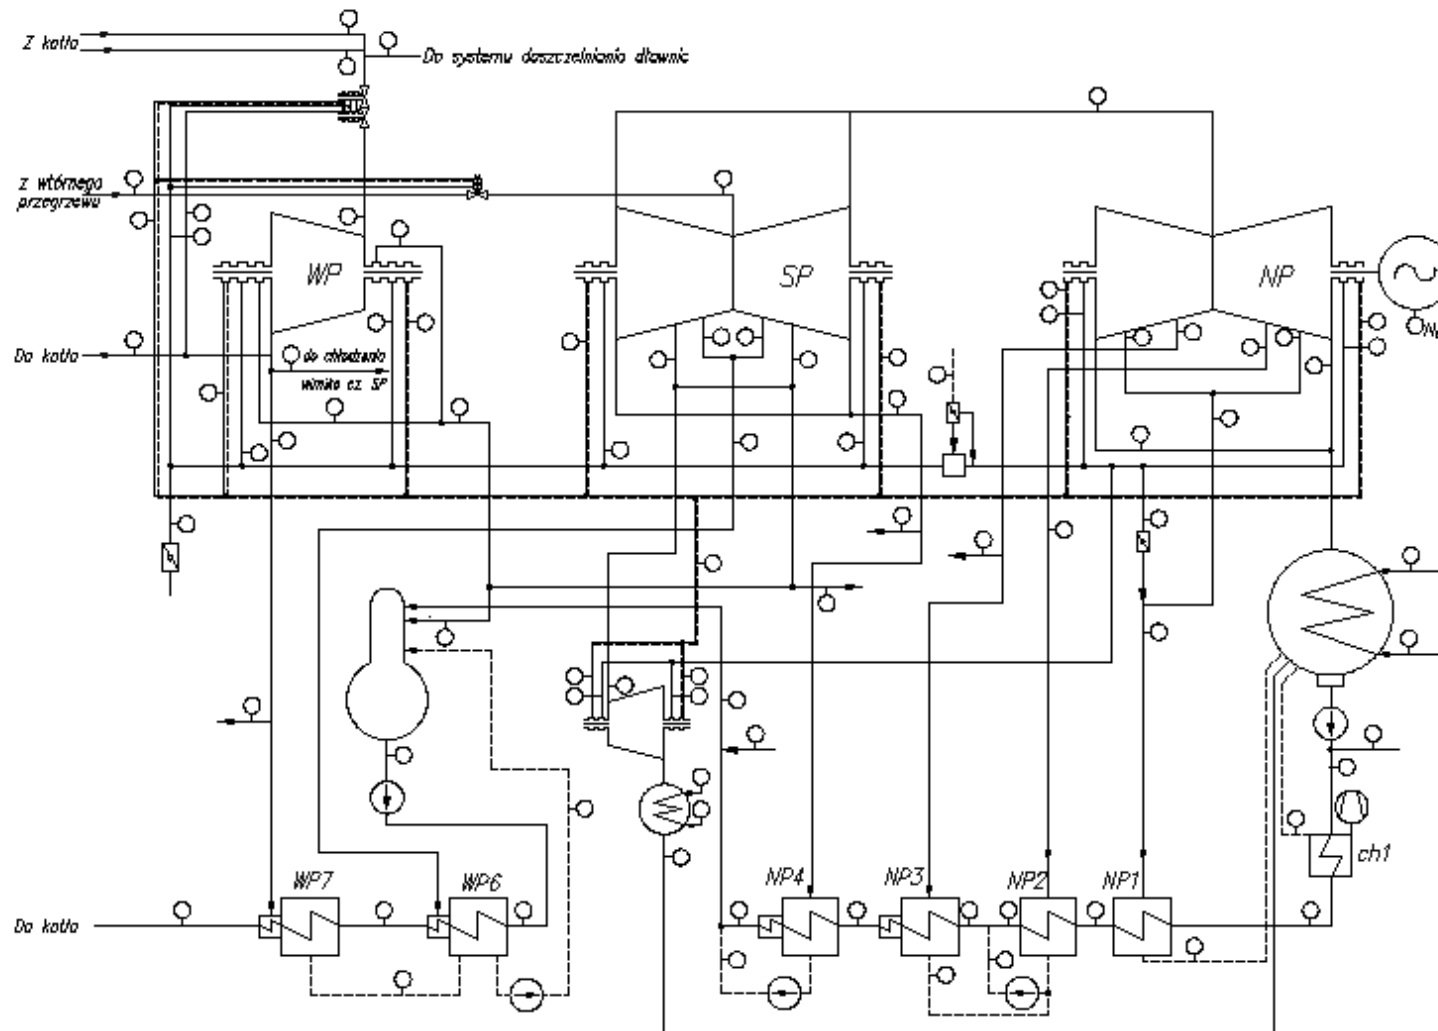 Z kotła
Do systemu doszczelniania dławnic
z wtórnego
przegrzewu
WP
SP
NP
Do kotła
do chłodzenia
wirnika cz. SP
ch1
WP7
WP6
NP4
NP3
NP2
NP1
Do kotła